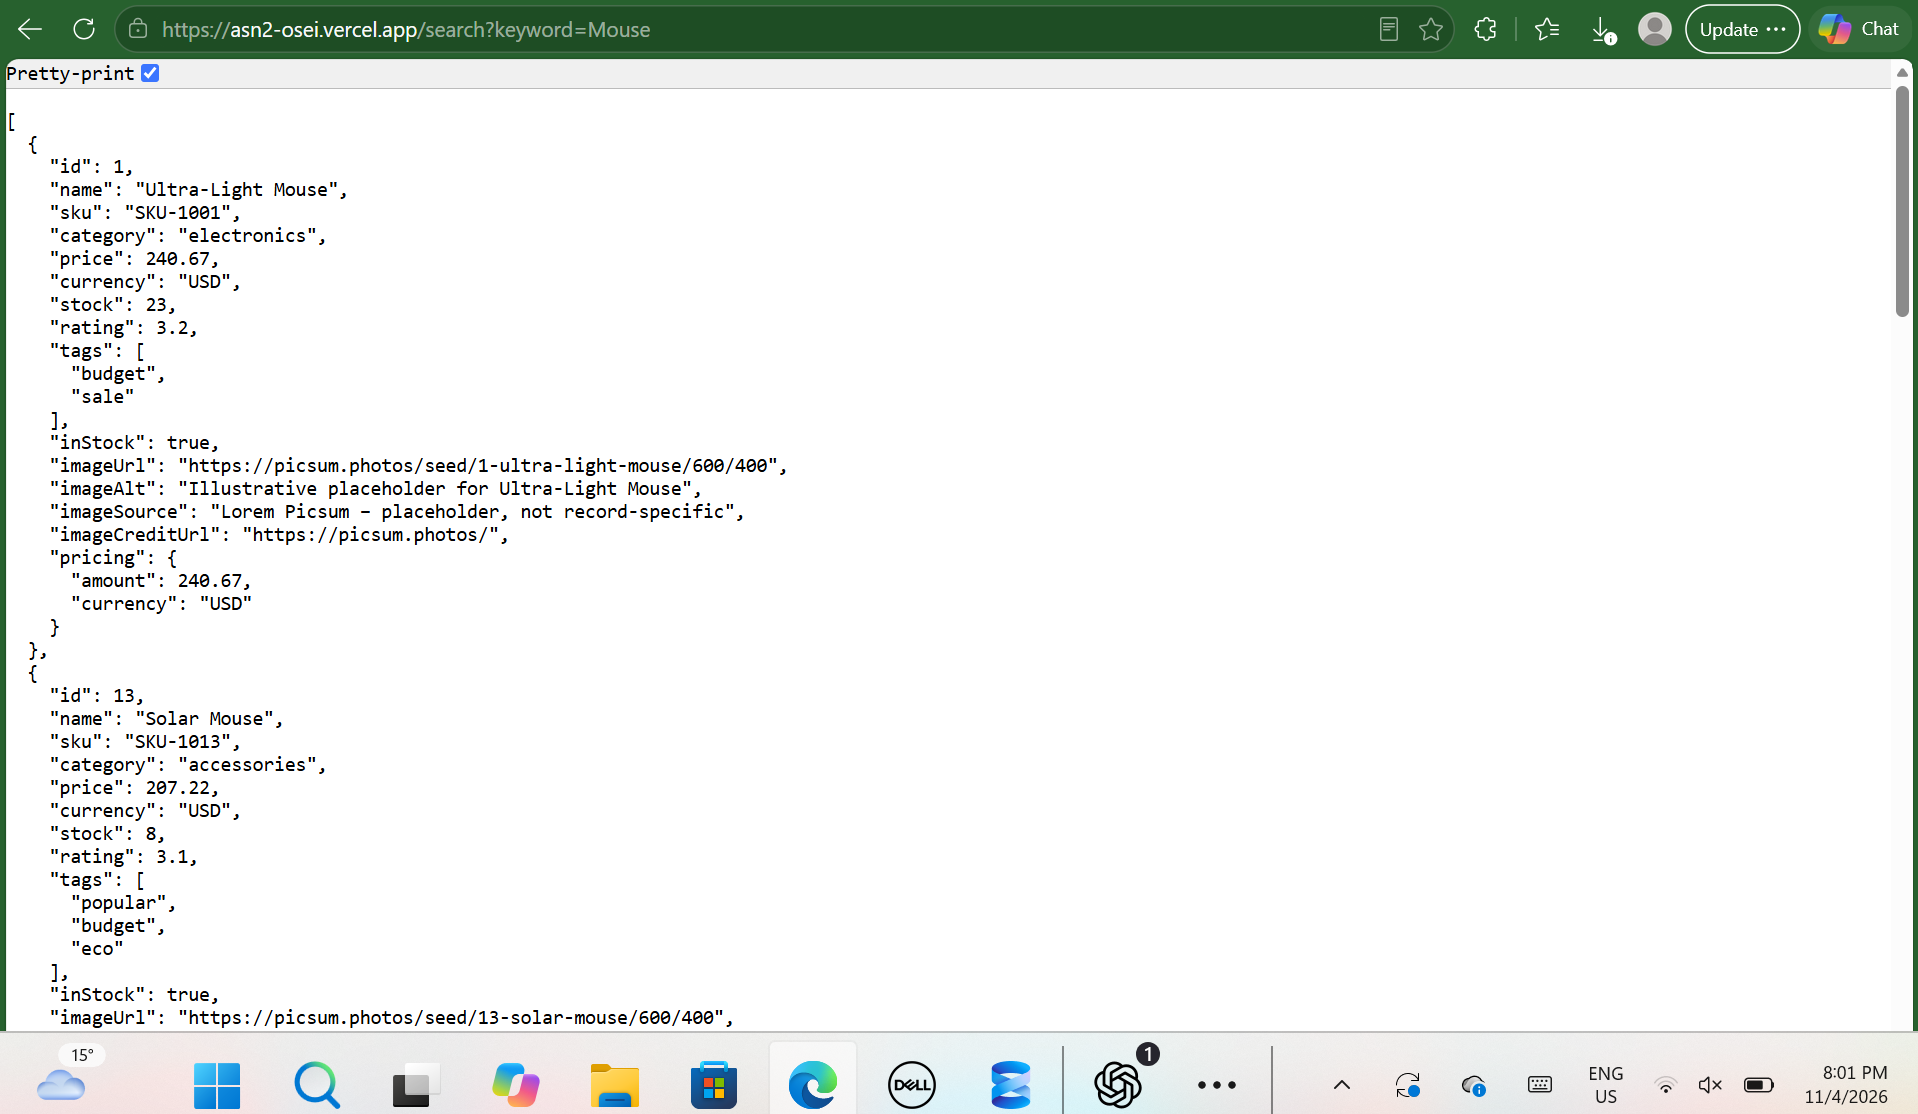 https://asn2-osei.vercel.app/search?keyword=Mouse
Update
Chat
Pretty-print
[
  {
    "id": 1,
    "name": "Ultra-Light Mouse",
    "sku": "SKU-1001",
    "category": "electronics",
    "price": 240.67,
    "currency": "USD",
    "stock": 23,
    "rating": 3.2,
    "tags": [
      "budget",
      "sale"
    ],
    "inStock": true,
    "imageUrl": "https://picsum.photos/seed/1-ultra-light-mouse/600/400",
    "imageAlt": "Illustrative placeholder for Ultra-Light Mouse",
    "imageSource": "Lorem Picsum – placeholder, not record-specific",
    "imageCreditUrl": "https://picsum.photos/",
    "pricing": {
      "amount": 240.67,
      "currency": "USD"
    }
  },
  {
    "id": 13,
    "name": "Solar Mouse",
    "sku": "SKU-1013",
    "category": "accessories",
    "price": 207.22,
    "currency": "USD",
    "stock": 8,
    "rating": 3.1,
    "tags": [
      "popular",
      "budget",
      "eco"
    ],
    "inStock": true,
    "imageUrl": "https://picsum.photos/seed/13-solar-mouse/600/400",
15°
DELL
1
ENG
US
8:01 PM
11/4/2026